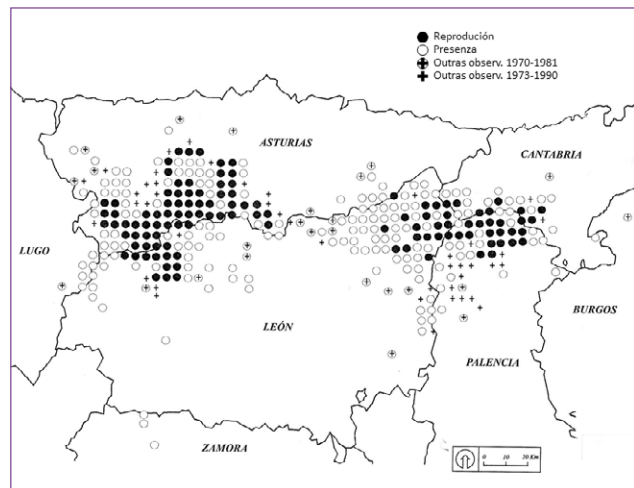 Reprodución
Presenza
Outras observ. 1970-1981
Outras observ. 1973-1990
ASTURIAS
CANTABRIA
LUGO
LEÓN
BURGOS
PALENCIA
ZAMORA
0 10 20 Km